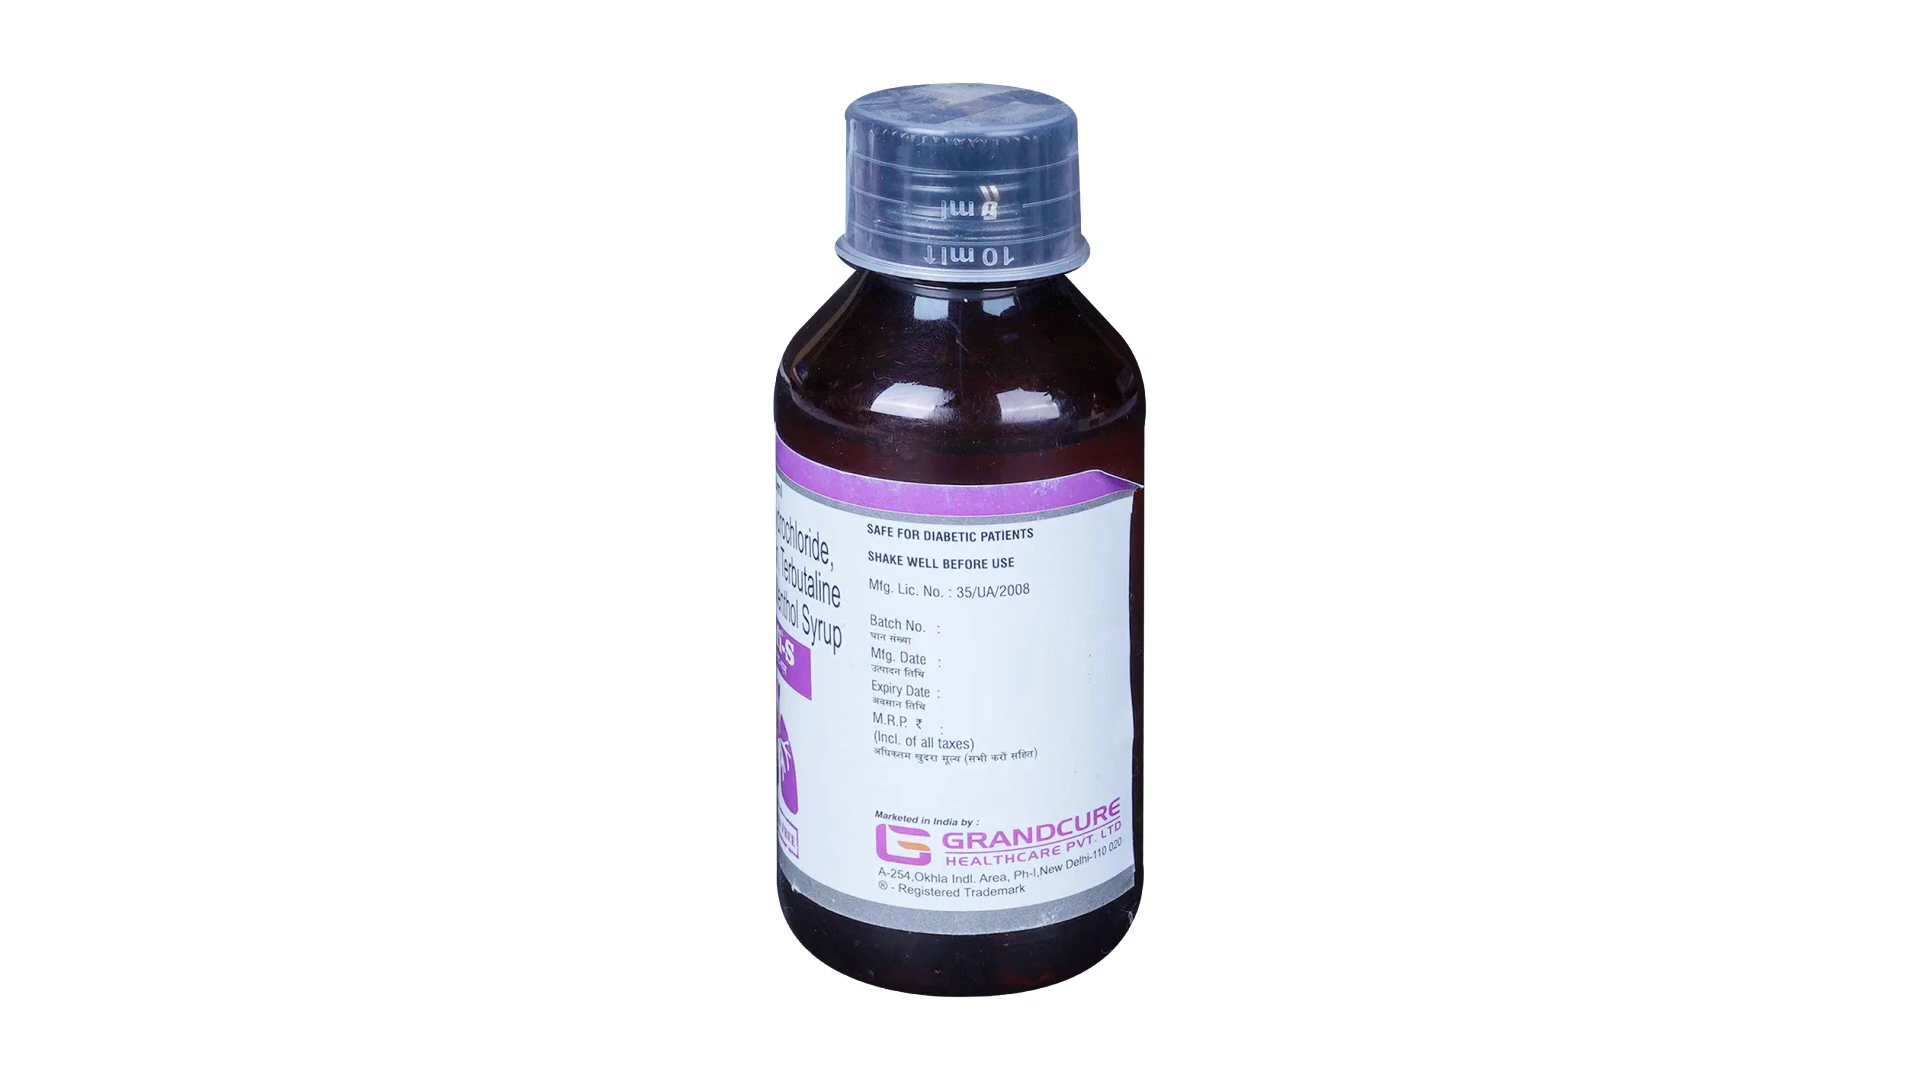 ml
10 ml↑
SAFE FOR DIABETIC PATIENTS
SHAKE WELL BEFORE USE
Mfg. Lic. No. : 35/UA/2008
Batch No. :
घान संख्या
Mfg. Date :
उत्पादन तिथि
Expiry Date :
अवसान तिथि
M.R.P. ₹ :
(Incl. of all taxes)
अधिकतम खुदरा मूल्य (सभी करों सहित)
Marketed in India by :
GRANDCURE
HEALTHCARE PVT. LTD
A-254,Okhla Indl. Area, Ph-I,New Delhi-110 020
® - Registered Trademark
Terbutaline
Syrup
-S